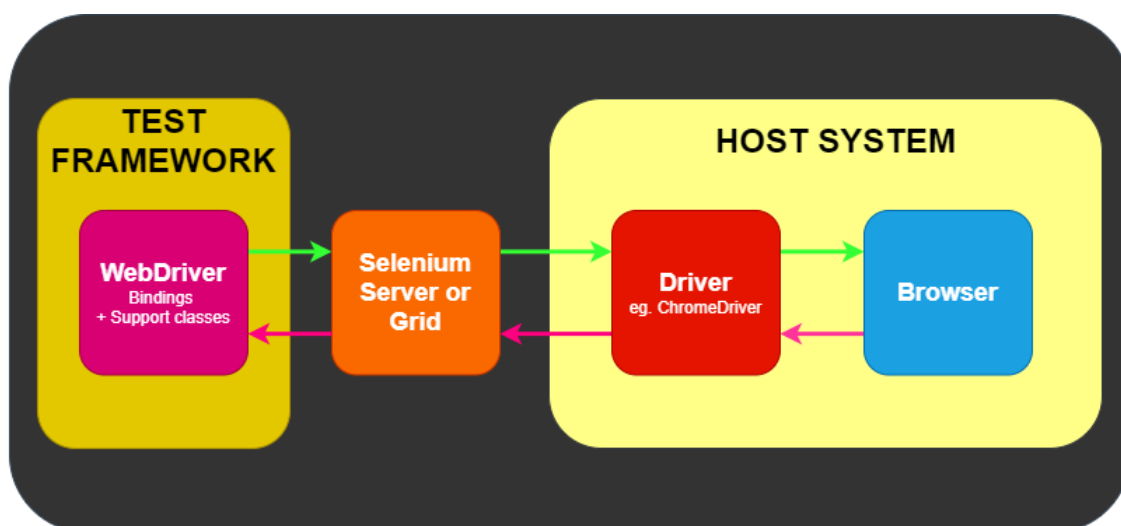 TEST
FRAMEWORK
WebDriver
Bindings
+ Support classes
Selenium
Server or
Grid
HOST SYSTEM
Driver
eg. ChromeDriver
Browser